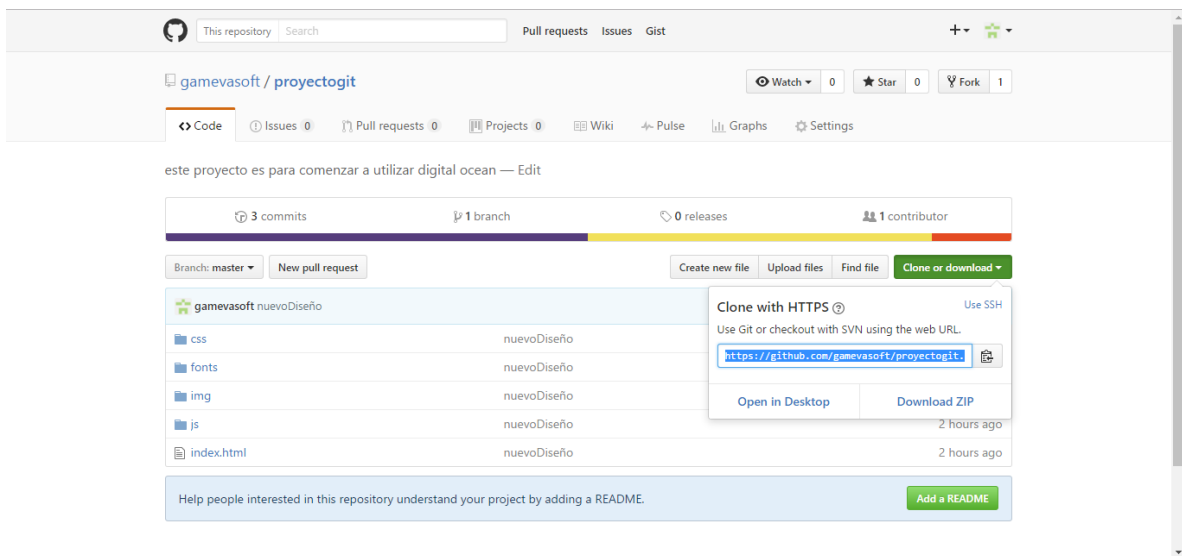 This repository Search Pull requests Issues Gist
gamevasoft / proyectogit Watch 0 Star 0 Fork 1
Code Issues 0 Pull requests 0 Projects 0 Wiki Pulse Graphs Settings
este proyecto es para comenzar a utilizar digital ocean — Edit
3 commits 1 branch 0 releases 1 contributor
Branch: master New pull request Create new file Upload files Find file Clone or download
gamevasoft nuevoDiseño
Clone with HTTPS Use SSH
Use Git or checkout with SVN using the web URL.
https://github.com/gamevasoft/proyectogit.
Open in Desktop Download ZIP
css nuevoDiseño
fonts nuevoDiseño
img nuevoDiseño
js nuevoDiseño 2 hours ago
index.html nuevoDiseño 2 hours ago
Help people interested in this repository understand your project by adding a README. Add a README